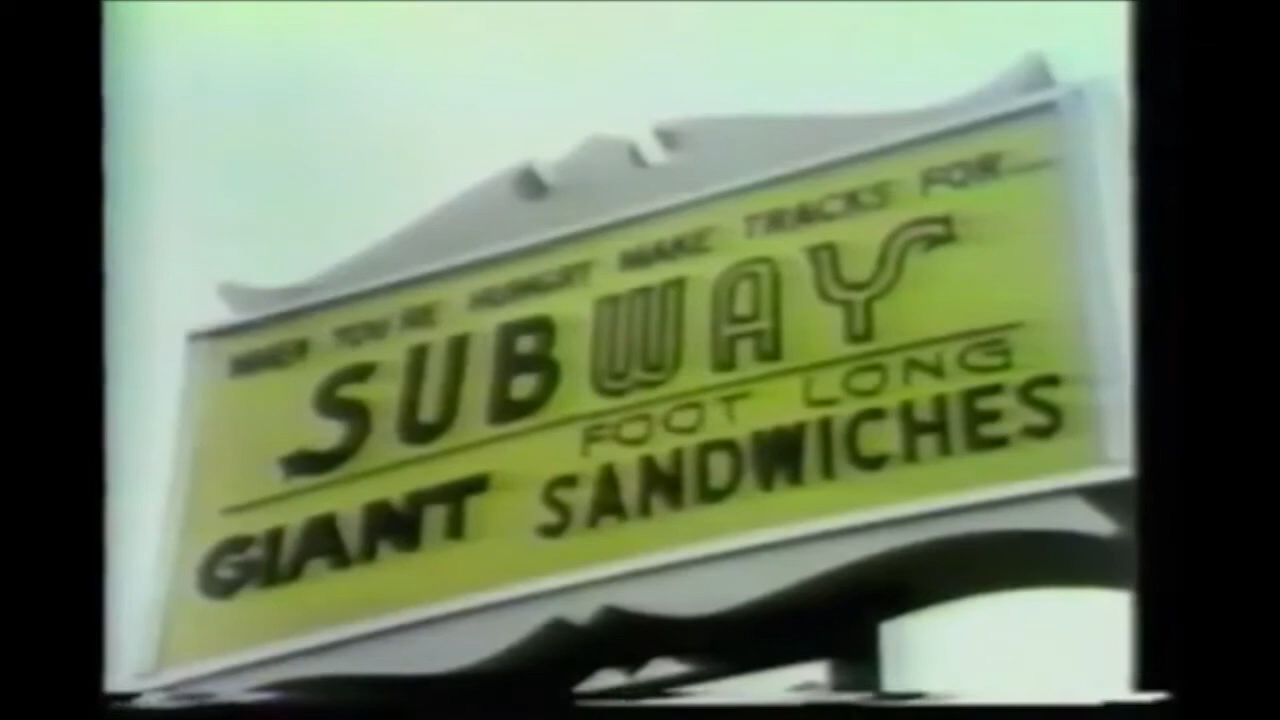 WHEN YOU'RE HUNGRY MAKE TRACKS FOR...
SUBWAY
FOOT LONG
GIANT SANDWICHES